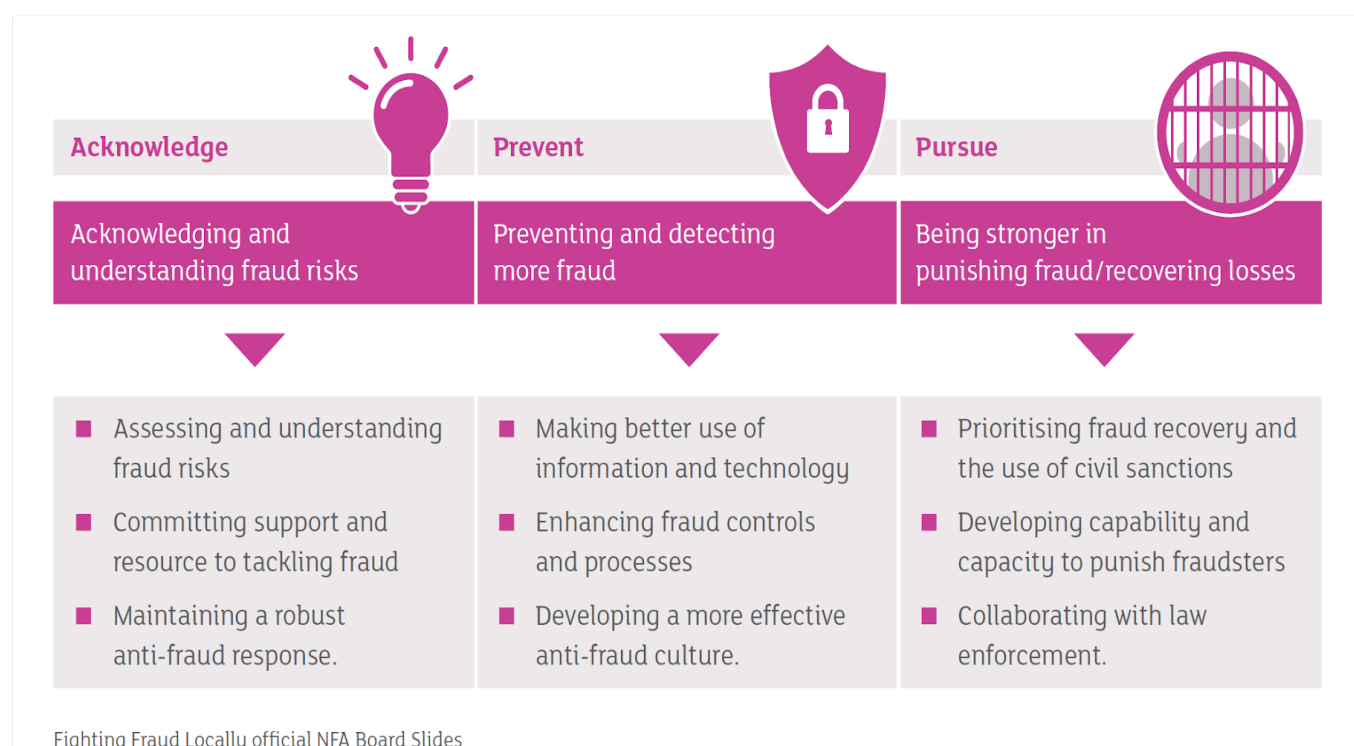 Acknowledge
Prevent
Pursue
Acknowledging and
understanding fraud risks
Preventing and detecting
more fraud
Being stronger in
punishing fraud/recovering losses
Assessing and understanding
fraud risks
Committing support and
resource to tackling fraud
Maintaining a robust
anti-fraud response.
Making better use of
information and technology
Enhancing fraud controls
and processes
Developing a more effective
anti-fraud culture.
Prioritising fraud recovery and
the use of civil sanctions
Developing capability and
capacity to punish fraudsters
Collaborating with law
enforcement.
Fighting Fraud Locally official NFA Board Slides